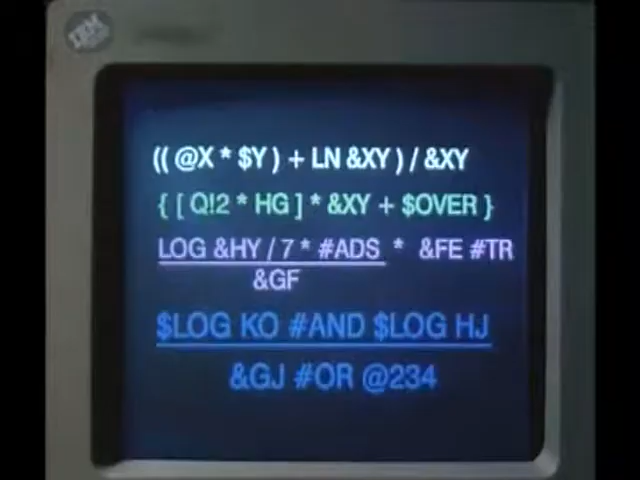 IBM
(( @X * $Y ) + LN &XY ) / &XY
{ [ Q!2 * HG ] * &XY + $OVER }
LOG &HY / 7 * #ADS * &FE #TR
&GF
$LOG KO #AND $LOG HJ
&GJ #OR @234